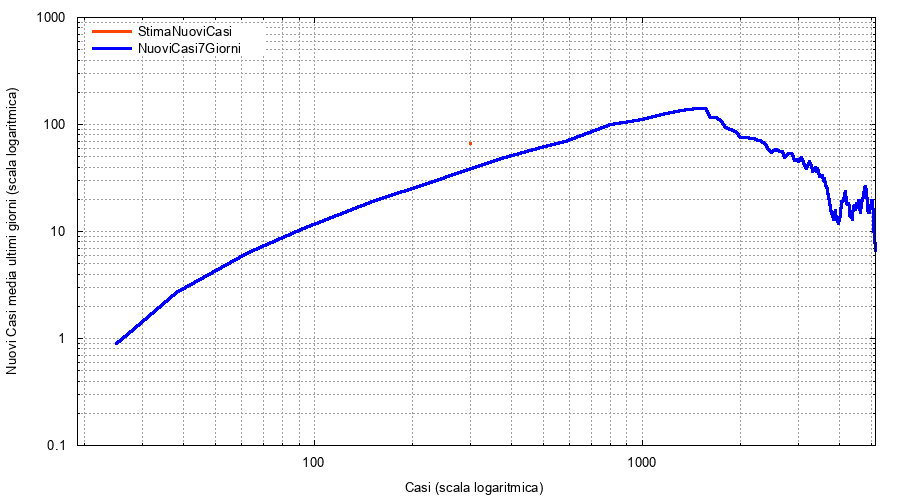 1000
StimaNuoviCasi
NuoviCasi7Giorni
100
10
1
0.1
Nuovi Casi media ultimi giorni (scala logaritmica)
100
1000
Casi (scala logaritmica)